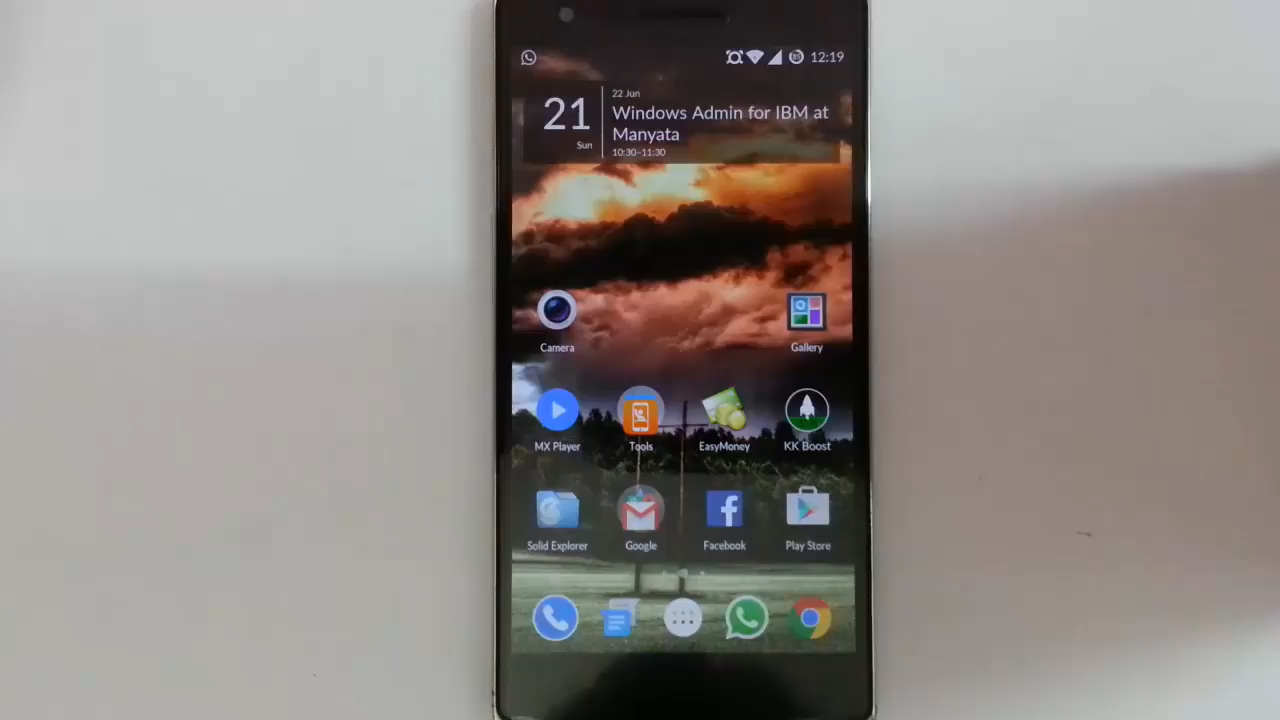 12:19
21
Sun
22 Jun
Windows Admin for IBM at
Manyata
10:30–11:30
Camera
Gallery
MX Player
Tools
EasyMoney
KK Boost
Solid Explorer
Google
Facebook
Play Store